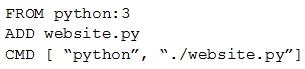 FROM python:3
ADD website.py
CMD [ “python”, “./website.py”]